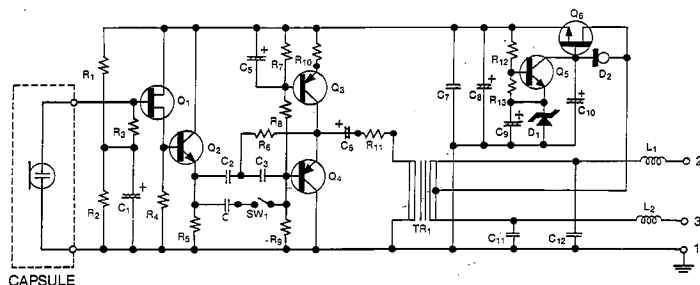 Q6
R12
D2
C5
R7
R10
R1
Q1
Q3
C7
C8
Q5
R13
C10
R3
R8
C9
D1
Q2
R6
C6
R11
L1
2
C2
C3
Q4
R2
C1
R4
L2
C
SW1
TR1
3
R5
R9
C11
C12
1
CAPSULE